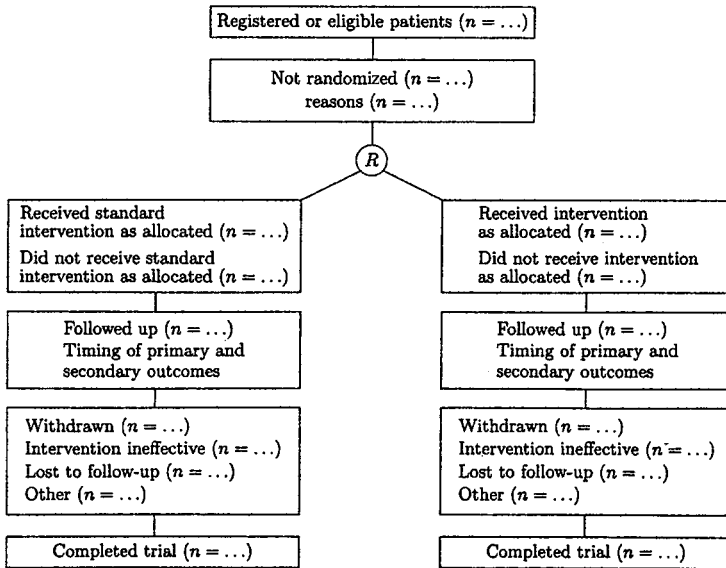 Registered or eligible patients (n = ...)
Not randomized (n = ...)
reasons (n = ...)
R
Received standard
intervention as allocated (n = ...)
Did not receive standard
intervention as allocated (n = ...)
Followed up (n = ...)
Timing of primary and
secondary outcomes
Withdrawn (n = ...)
Intervention ineffective (n = ...)
Lost to follow-up (n = ...)
Other (n = ...)
Completed trial (n = ...)
Received intervention
as allocated (n = ...)
Did not receive intervention
as allocated (n = ...)
Followed up (n = ...)
Timing of primary and
secondary outcomes
Withdrawn (n = ...)
Intervention ineffective (n = ...)
Lost to follow-up (n = ...)
Other (n = ...)
Completed trial (n = ...)